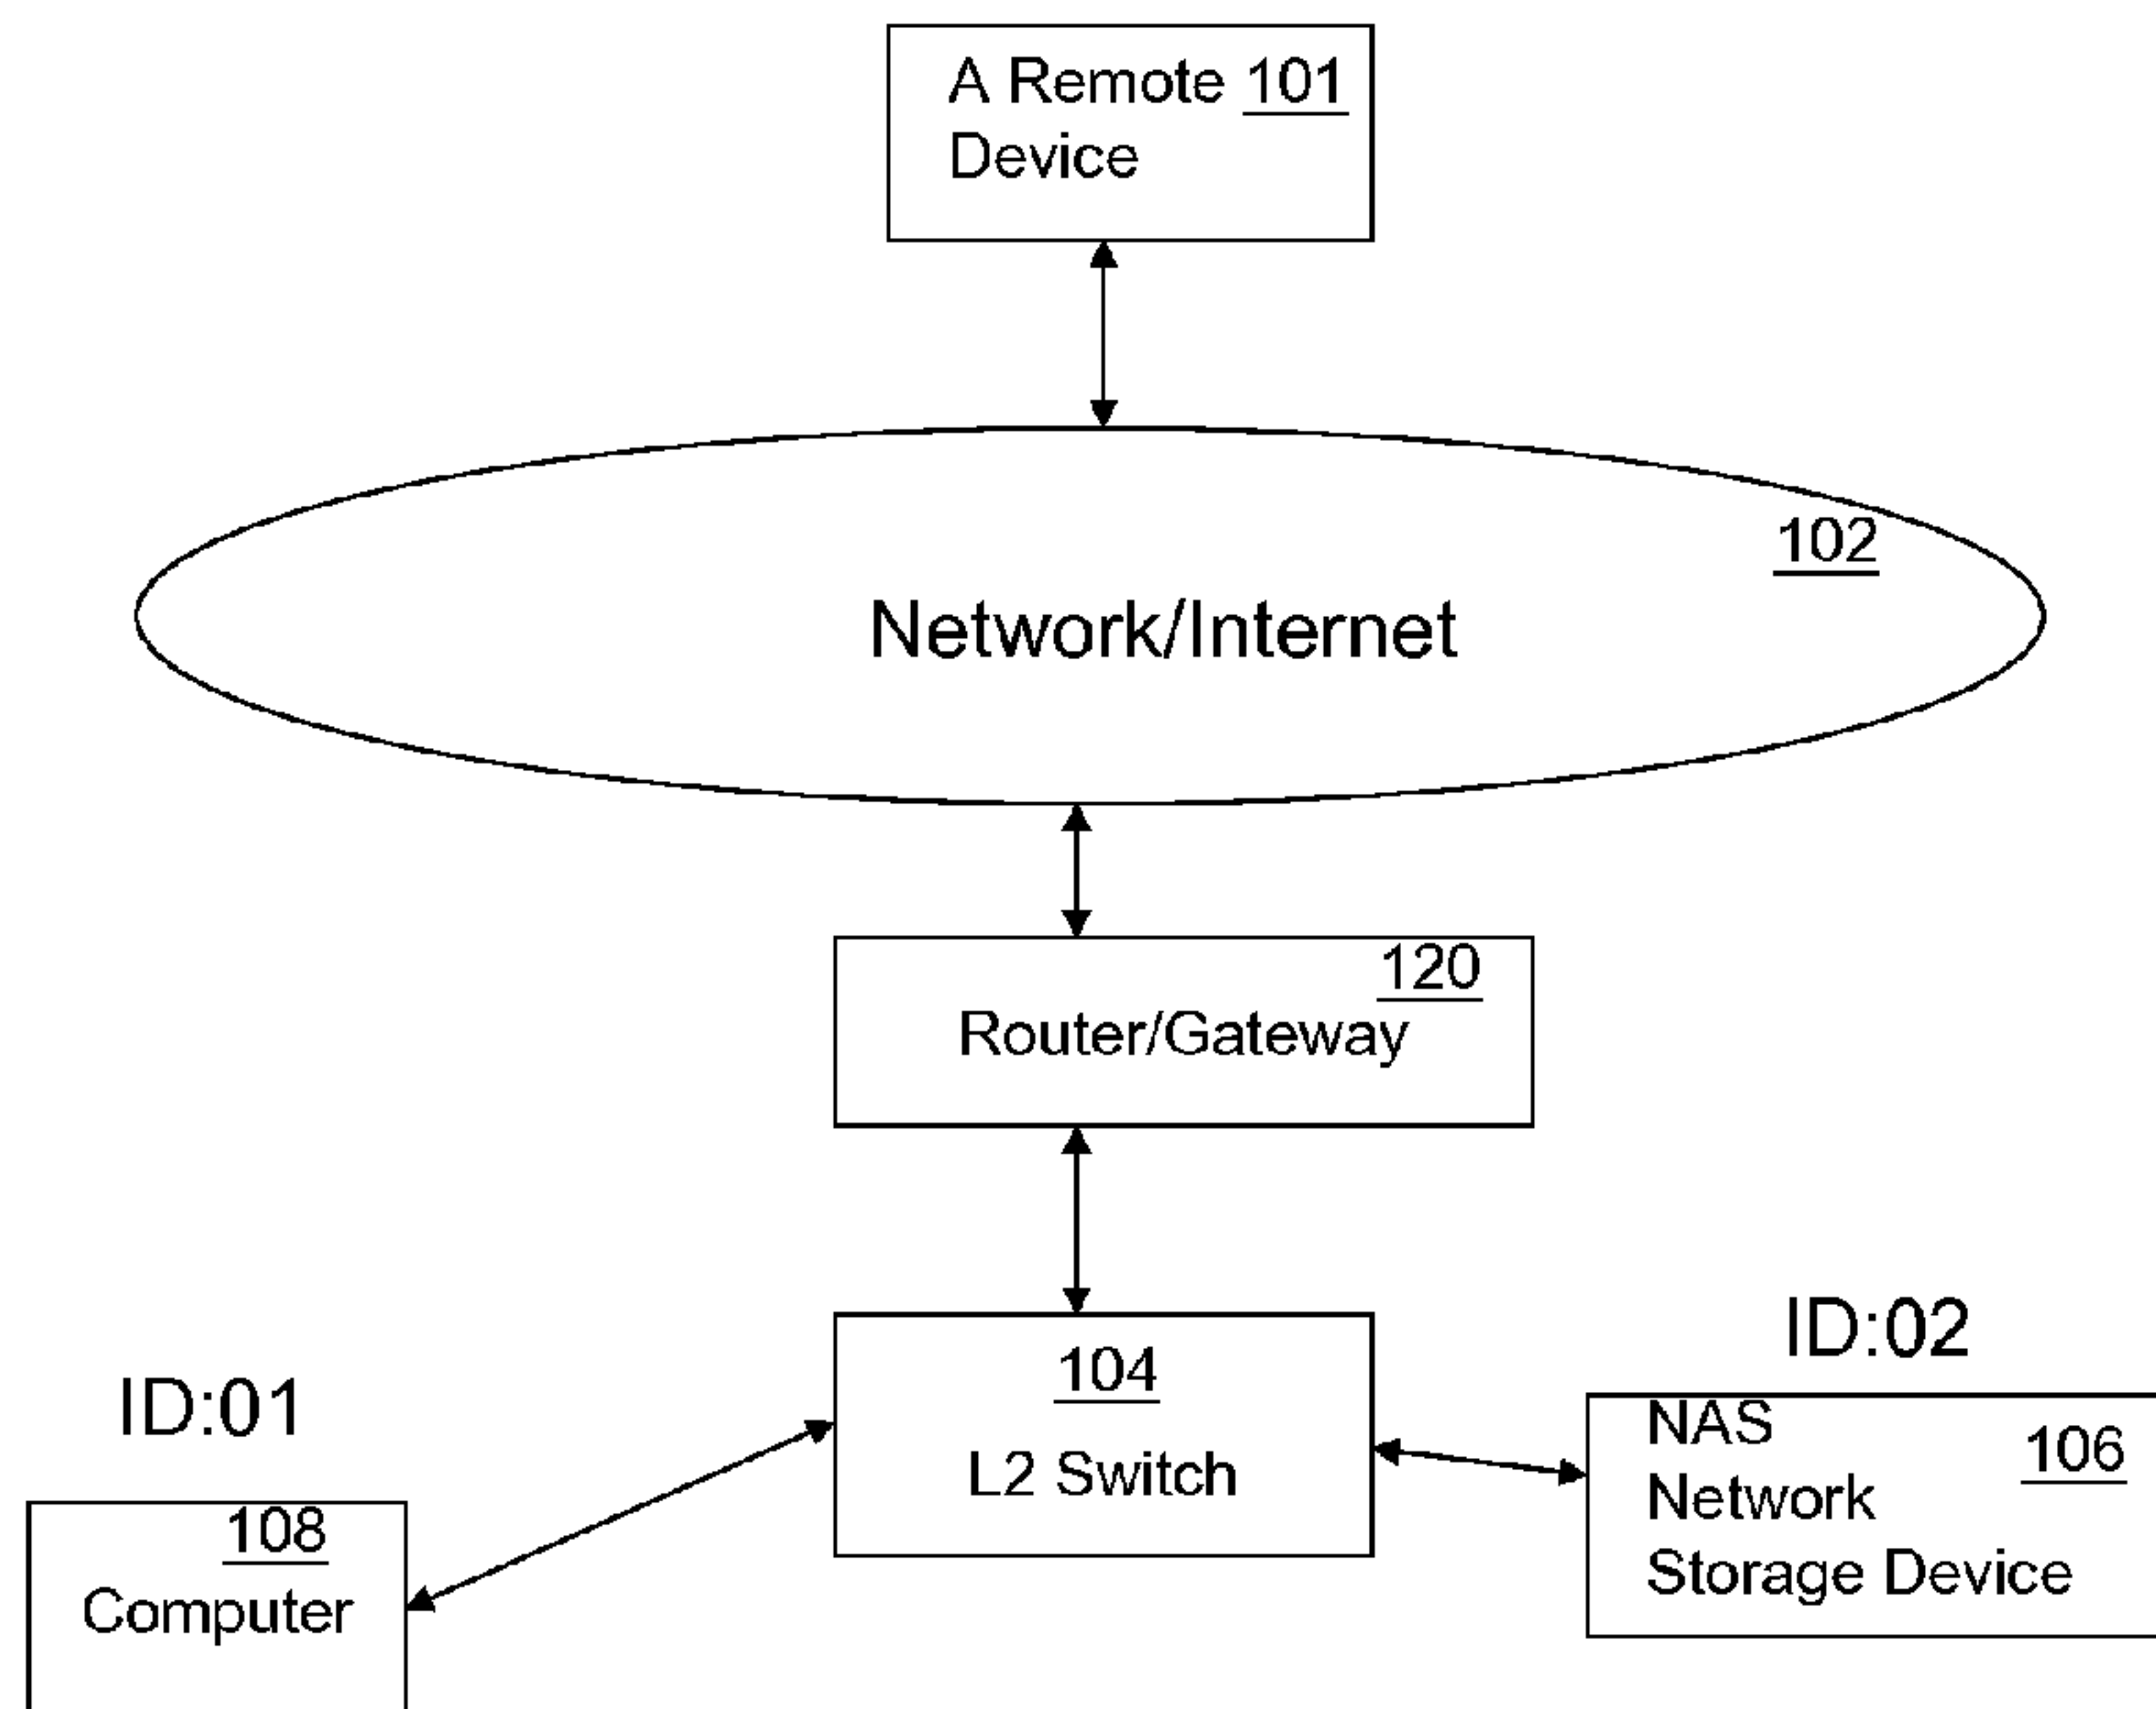 A Remote 101
Device
102
Network/Internet
120
Router/Gateway
104
L2 Switch
ID:01
108
Computer
ID:02
NAS
106
Network
Storage Device